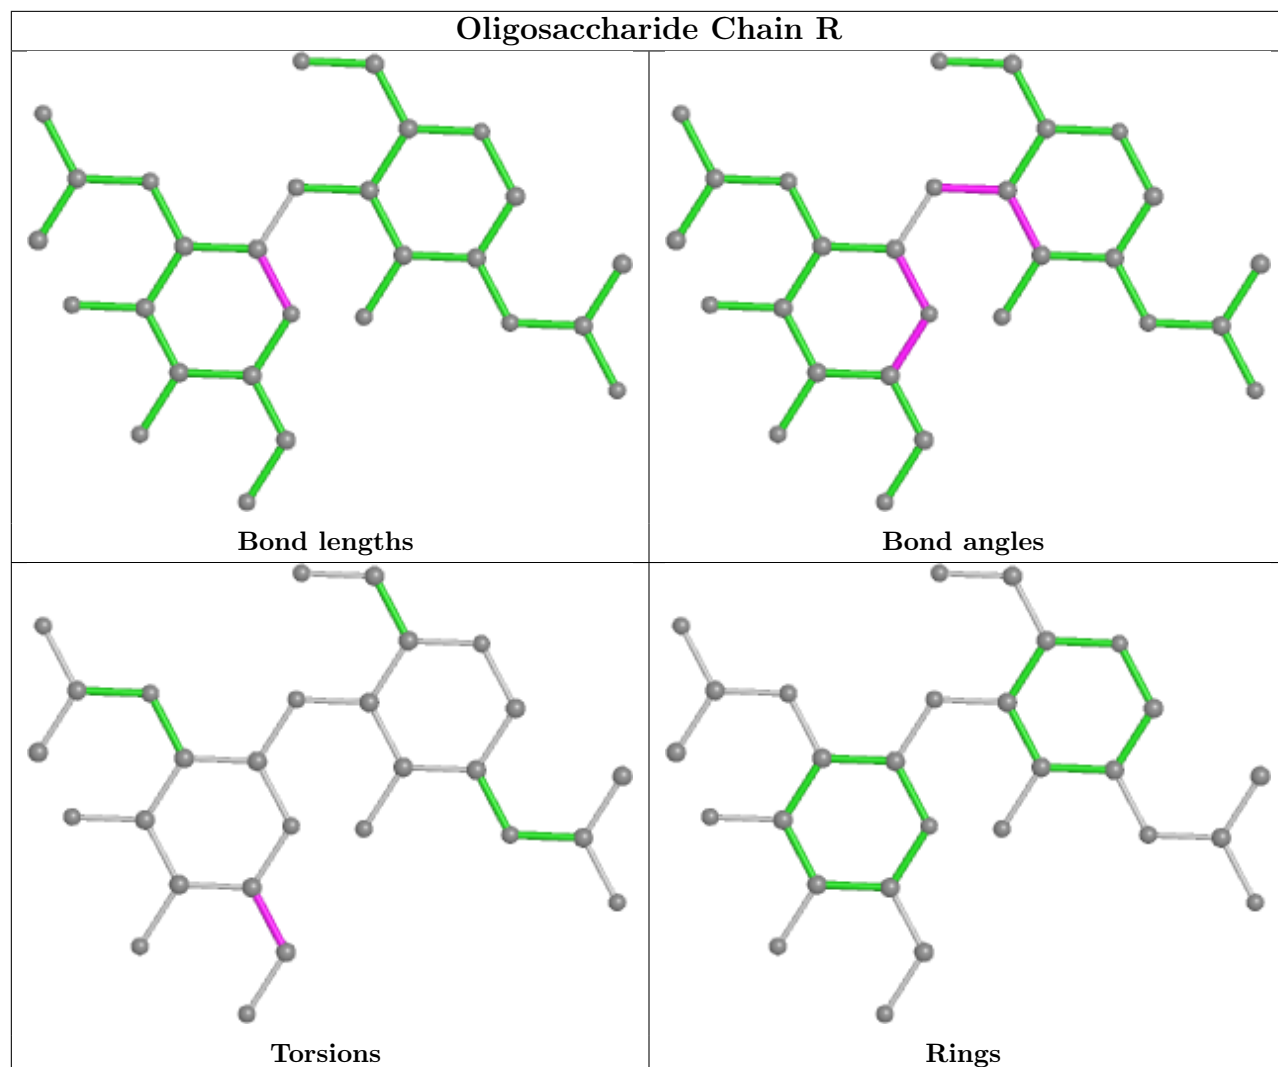 Oligosaccharide Chain R
Bond lengths
Bond angles
Torsions
Rings